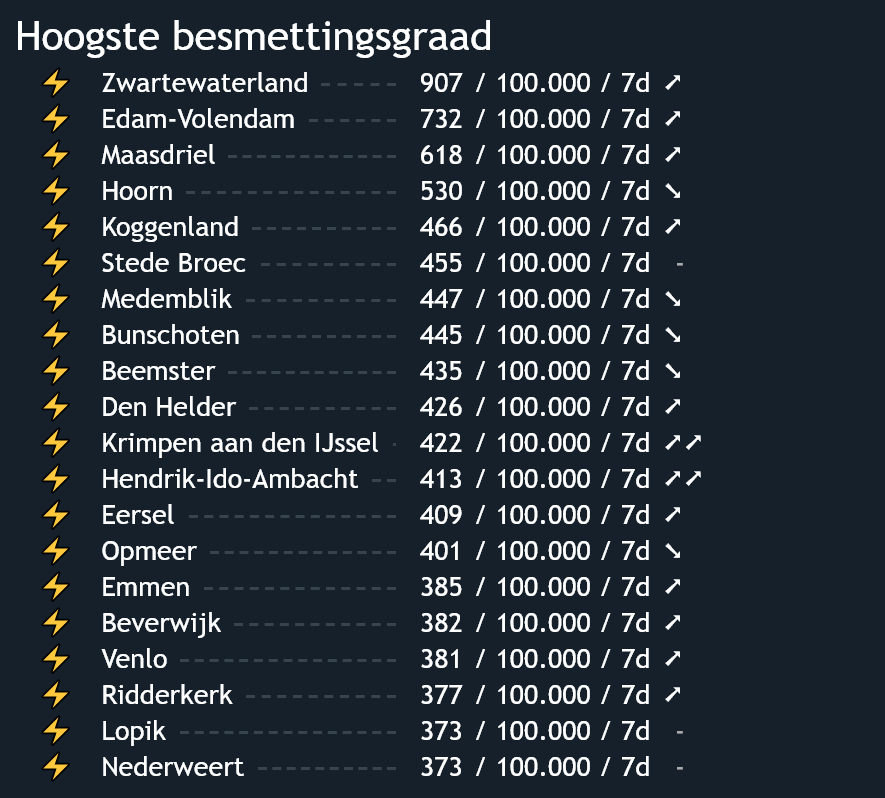 Hoogste besmettingsgraad
⚡ Zwartewaterland ----- 907 / 100.000 / 7d ➚
⚡ Edam-Volendam ------ 732 / 100.000 / 7d ➚
⚡ Maasdriel ----------- 618 / 100.000 / 7d ➚
⚡ Hoorn -------------- 530 / 100.000 / 7d ➘
⚡ Koggenland ---------- 466 / 100.000 / 7d ➚
⚡ Stede Broec --------- 455 / 100.000 / 7d -
⚡ Medemblik ---------- 447 / 100.000 / 7d ➘
⚡ Bunschoten ---------- 445 / 100.000 / 7d ➘
⚡ Beemster ----------- 435 / 100.000 / 7d ➘
⚡ Den Helder ---------- 426 / 100.000 / 7d ➚
⚡ Krimpen aan den IJssel - 422 / 100.000 / 7d ➚➚
⚡ Hendrik-Ido-Ambacht -- 413 / 100.000 / 7d ➚➚
⚡ Eersel -------------- 409 / 100.000 / 7d ➚
⚡ Opmeer ------------ 401 / 100.000 / 7d ➘
⚡ Emmen ------------- 385 / 100.000 / 7d ➚
⚡ Beverwijk ----------- 382 / 100.000 / 7d ➚
⚡ Venlo -------------- 381 / 100.000 / 7d ➚
⚡ Ridderkerk ---------- 377 / 100.000 / 7d ➚
⚡ Lopik -------------- 373 / 100.000 / 7d -
⚡ Nederweert --------- 373 / 100.000 / 7d -